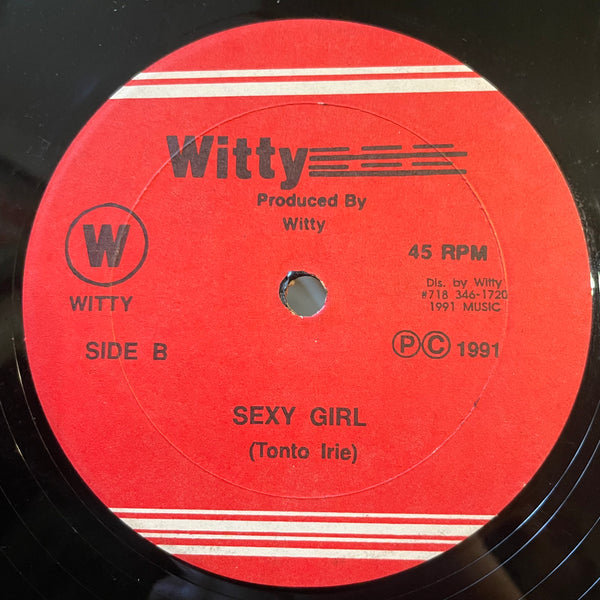 Witty
Produced By
Witty
W
WITTY
45 RPM
Dis. by Witty
#718 346-1720
1991 MUSIC
SIDE B
Ⓟ© 1991
SEXY GIRL
(Tonto Irie)